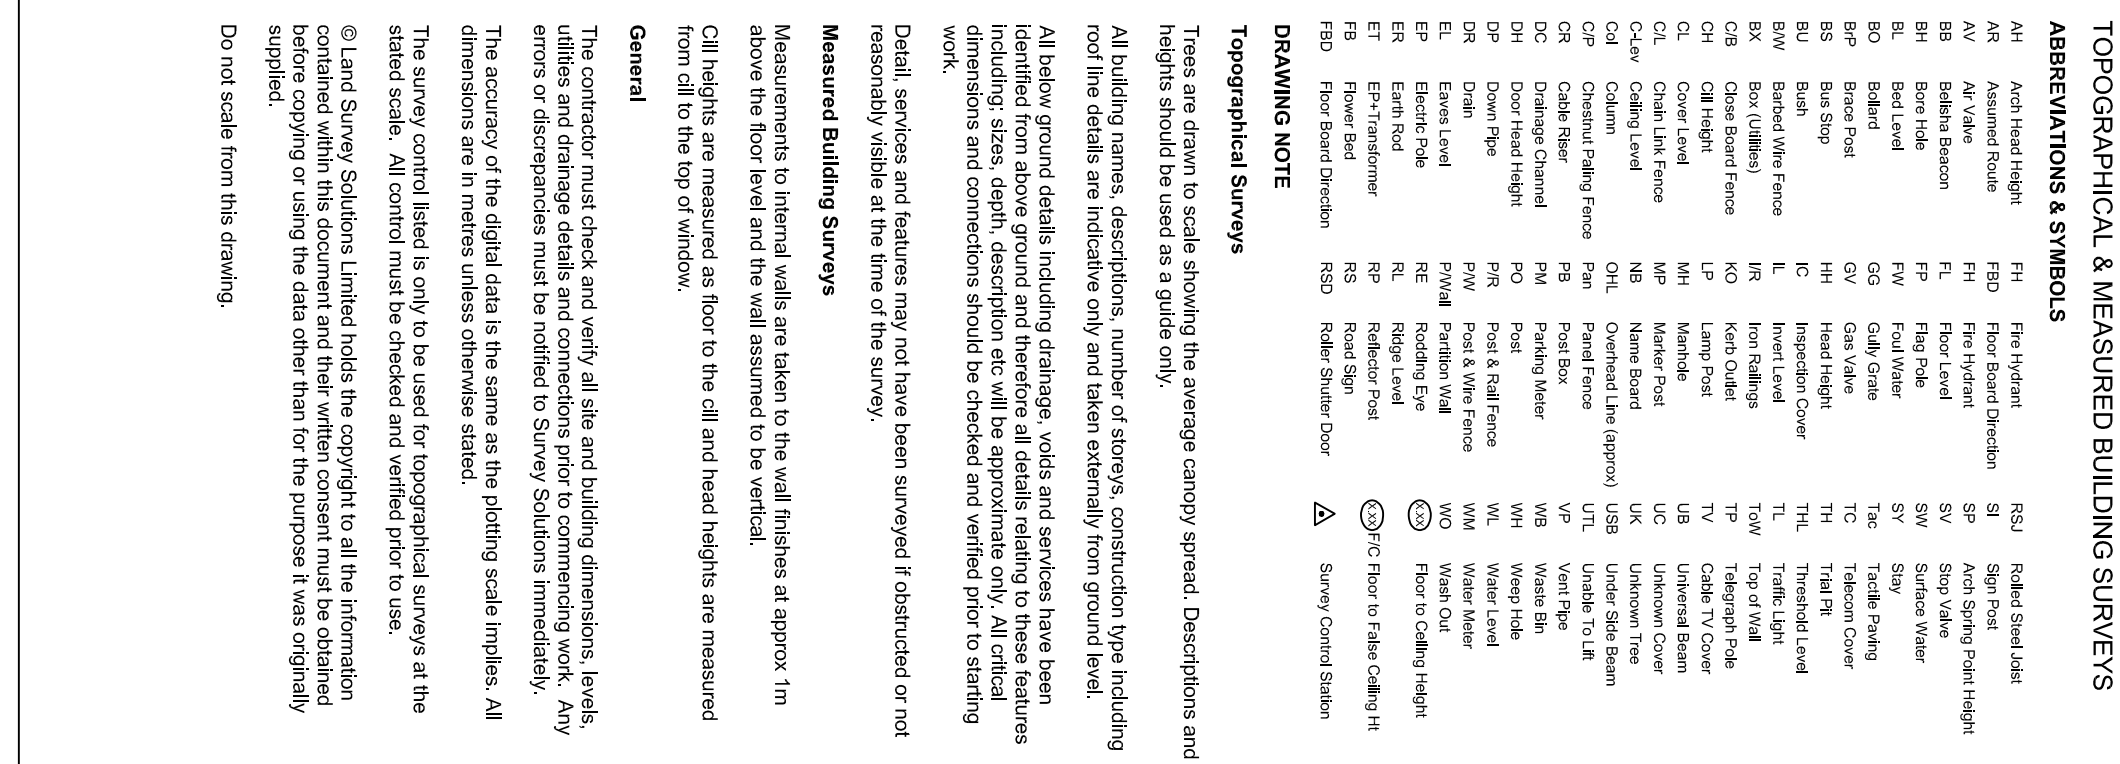 TOPOGRAPHICAL & MEASURED BUILDING SURVEYS
ABBREVIATIONS & SYMBOLS
AH Arch Head Height FH Fire Hydrant RSJ Rolled Steel Joist
AR Assumed Route FBD Floor Board Direction SI Sign Post
AV Air Valve FH Fire Hydrant SP Arch Spring Point Height
BB Belisha Beacon FL Floor Level SV Stop Valve
BH Bore Hole FP Flag Pole SW Surface Water
BL Bed Level FW Foul Water SY Stay
BO Bollard GG Gully Grate Tac Tactile Paving
BrP Brace Post GV Gas Valve TC Telecom Cover
BS Bus Stop HH Head Height TH Trial Pit
BU Bush IC Inspection Cover THL Threshold Level
B/W Barbed Wire Fence IL Invert Level TL Traffic Light
BX Box (Utilities) I/R Iron Railings ToW Top of Wall
C/B Close Board Fence KO Kerb Outlet TP Telegraph Pole
CH Cill Height LP Lamp Post TV Cable TV Cover
CL Cover Level MH Manhole UB Universal Beam
C/L Chain Link Fence MP Marker Post UC Unknown Cover
C-Lev Ceiling Level NB Name Board UK Unknown Tree
Col Column OHL Overhead Line (approx) USB Under Side Beam
C/P Chestnut Paling Fence Pan Panel Fence UTL Unable To Lift
CR Cable Riser PB Post Box VP Vent Pipe
DC Drainage Channel PM Parking Meter WB Waste Bin
DH Door Head Height PO Post WH Weep Hole
DP Down Pipe P/R Post & Rail Fence WL Water Level
DR Drain P/W Post & Wire Fence WM Water Meter
EL Eaves Level P/Wall Partition Wall WO Wash Out
EP Electric Pole RE Rodding Eye x.xx Floor to Ceiling Height
ER Earth Rod RL Ridge Level
ET EP+Transformer RP Reflector Post x.xx F/C Floor to False Ceiling Ht
FB Flower Bed RS Road Sign
FBD Floor Board Direction RSD Roller Shutter Door Survey Control Station
DRAWING NOTE
Topographical Surveys
Trees are drawn to scale showing the average canopy spread. Descriptions and
heights should be used as a guide only.
All building names, descriptions, number of storeys, construction type including
roof line details are indicative only and taken externally from ground level.
All below ground details including drainage, voids and services have been
identified from above ground and therefore all details relating to these features
including; sizes, depth, description etc will be approximate only. All critical
dimensions and connections should be checked and verified prior to starting
work.
Detail, services and features may not have been surveyed if obstructed or not
reasonably visible at the time of the survey.
Measured Building Surveys
Measurements to internal walls are taken to the wall finishes at approx 1m
above the floor level and the wall assumed to be vertical.
Cill heights are measured as floor to the cill and head heights are measured
from cill to the top of window.
General
The contractor must check and verify all site and building dimensions, levels,
utilities and drainage details and connections prior to commencing work. Any
errors or discrepancies must be notified to Survey Solutions immediately.
The accuracy of the digital data is the same as the plotting scale implies. All
dimensions are in metres unless otherwise stated.
The survey control listed is only to be used for topographical surveys at the
stated scale. All control must be checked and verified prior to use.
© Land Survey Solutions Limited holds the copyright to all the information
contained within this document and their written consent must be obtained
before copying or using the data other than for the purpose it was originally
supplied.
Do not scale from this drawing.